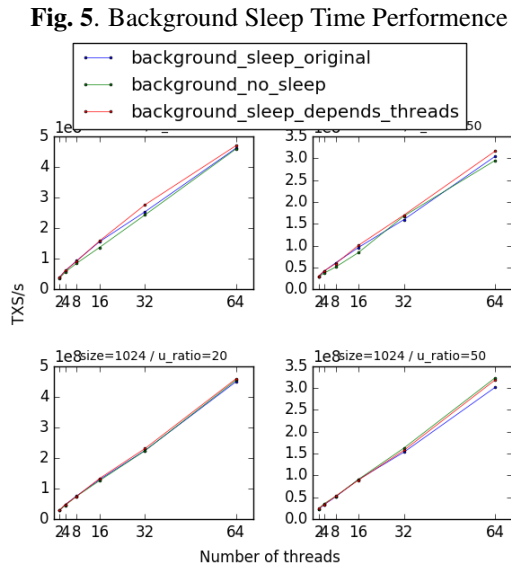 Fig. 5. Background Sleep Time Performence
background_sleep_original
background_no_sleep
background_sleep_depends_threads
50
5
4
3
2
1
0
2 4 8 16 32 64
3.5
3.0
2.5
2.0
1.5
1.0
0.5
0.0
2 4 8 16 32 64
TXS/s
1e8 size=1024 / u_ratio=20
5
4
3
2
1
0
2 4 8 16 32 64
1e8 size=1024 / u_ratio=50
3.5
3.0
2.5
2.0
1.5
1.0
0.5
0.0
2 4 8 16 32 64
Number of threads